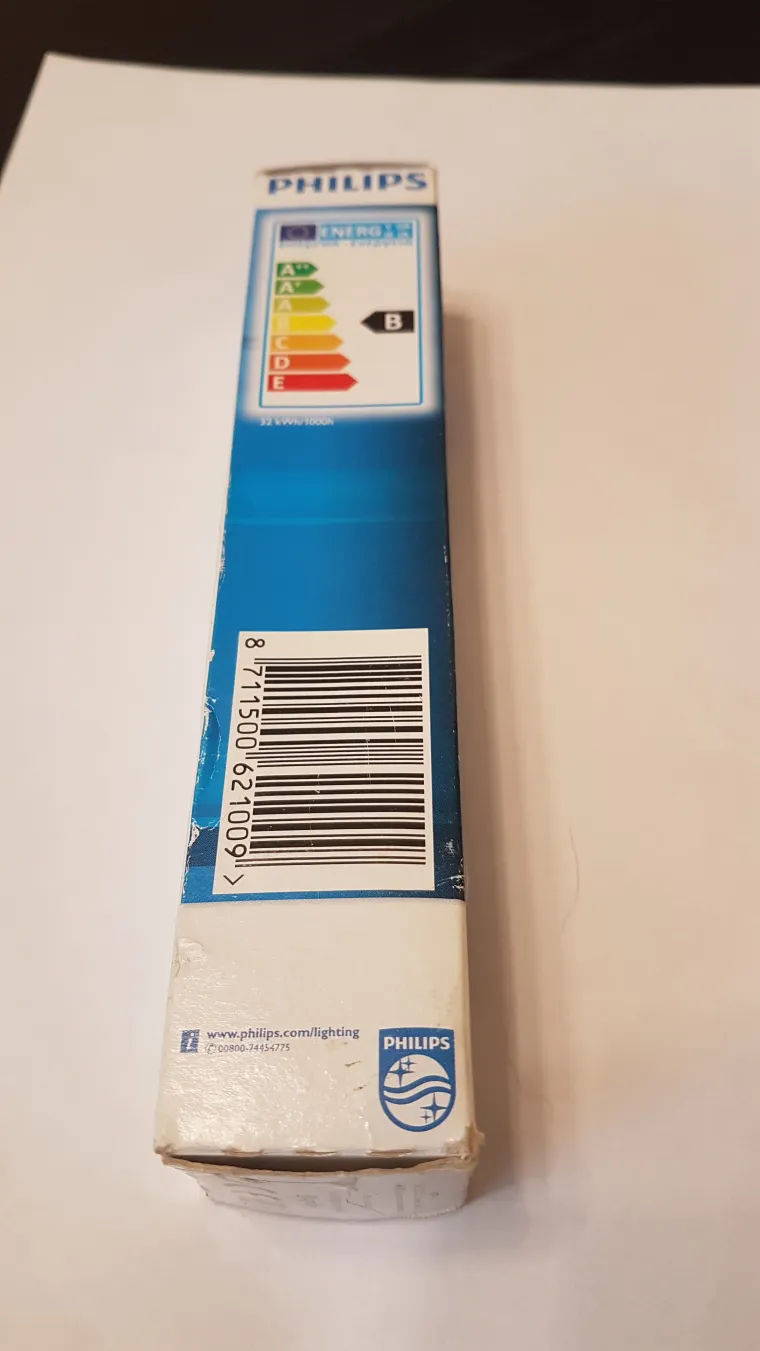 PHILIPS
ENERG
A++
A+
A
B
C
D
E
32 kWh/1000h
8 711500 621009 >
www.philips.com/lighting
00800-74454775
PHILIPS